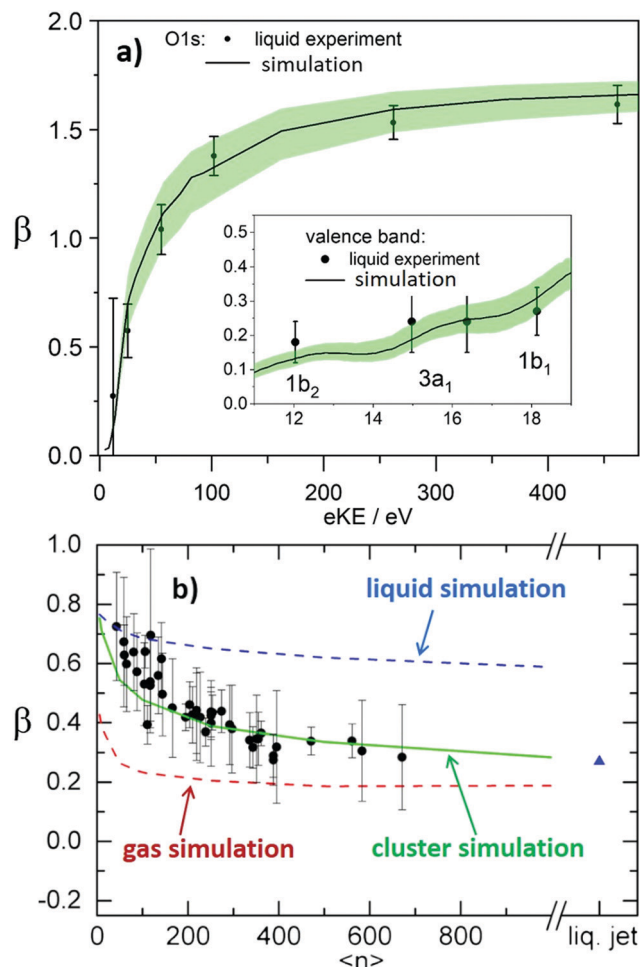 2.0
O1s: • liquid experiment
a)
— simulation
1.5
1.0
β
0.5
0.0
0.5
0.4
0.3
0.2
0.1
0.0
valence band:
● liquid experiment
— simulation
1b₂
3a₁
1b₁
12 14 16 18
0 100 200 300 400
eKE / eV
1.0
b)
liquid simulation
0.8
0.6
β
0.4
0.2
gas simulation
cluster simulation
0.0
-0.2
0 200 400 600 800
liq. jet
<n>